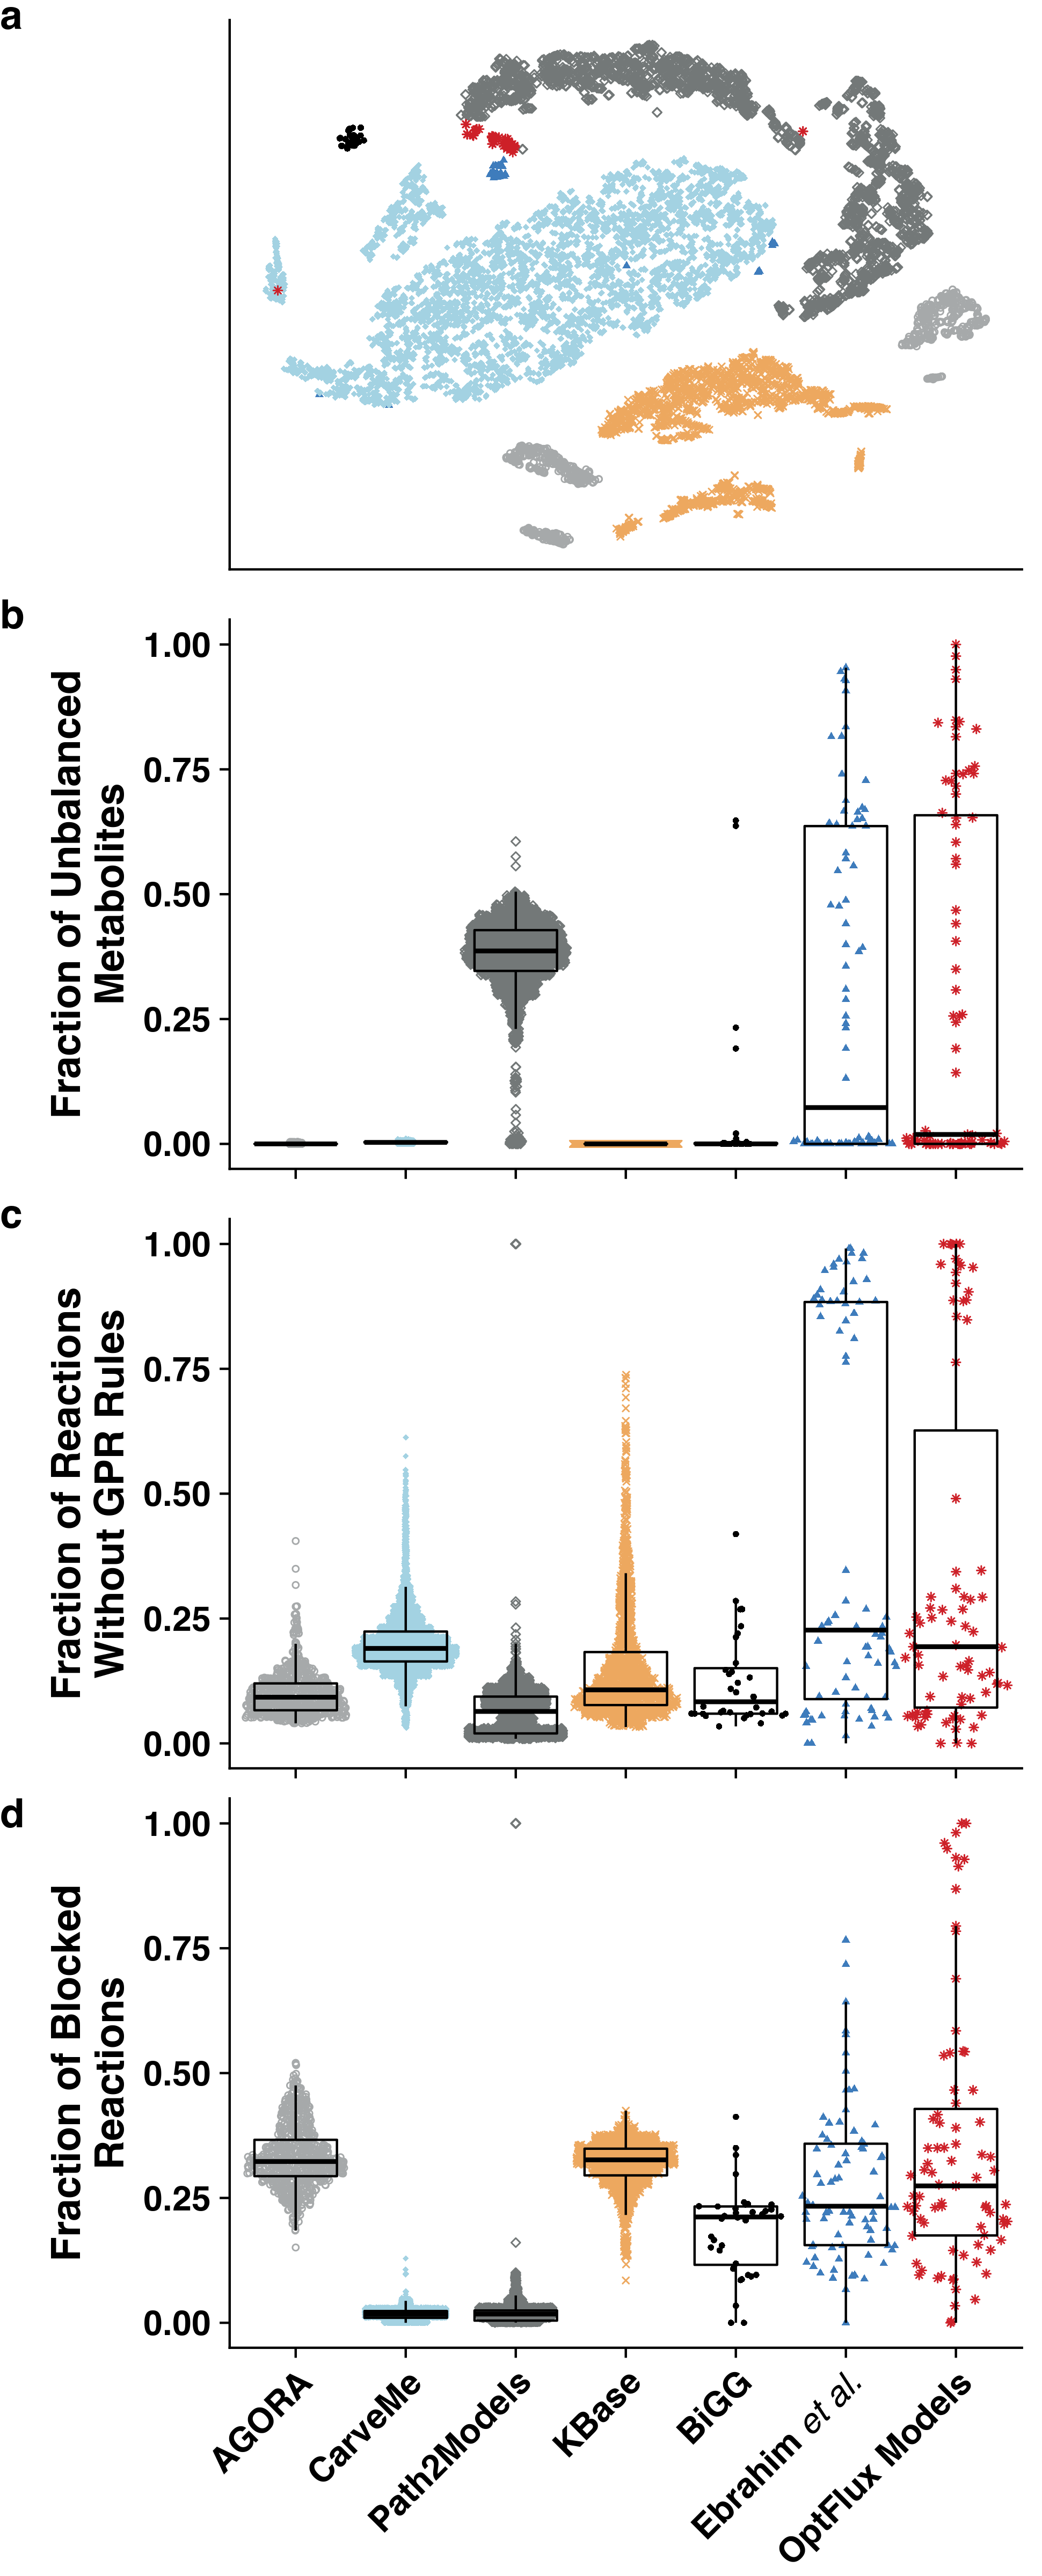 a
b
Fraction of Unbalanced
Metabolites
1.00
0.75
0.50
0.25
0.00
c
Fraction of Reactions
Without GPR Rules
1.00
0.75
0.50
0.25
0.00
d
Fraction of Blocked
Reactions
1.00
0.75
0.50
0.25
0.00
AGORA
CarveMe
Path2Models
KBase
BiGG
Ebrahim et al.
OptFlux Models